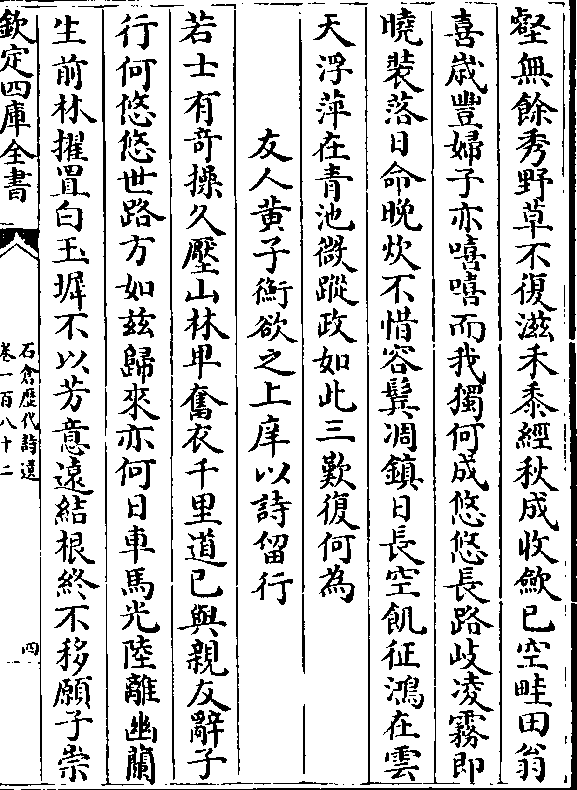 壑無餘秀野草不復滋禾黍經秋成收斂已空畦田翁
喜歲豐婦子亦嘻嘻而我獨何成悠悠長路歧凌霧即
曉裝落日命晚炊不惜容鬢凋鎮日長空飢征鴻在雲
天浮萍在青池微蹤政如此三歎復何為
友人黄子衡欲之上庠以詩留行
若士有奇操久壓山林卑奮衣千里道已與親友辭子
行何悠悠世路方如兹歸來亦何日車馬光陸離幽蘭
生前林擢置白玉墀不以芳意遠結根終不移願子崇
欽定四庫全書
石倉歷代詩選
卷一百八十二
四